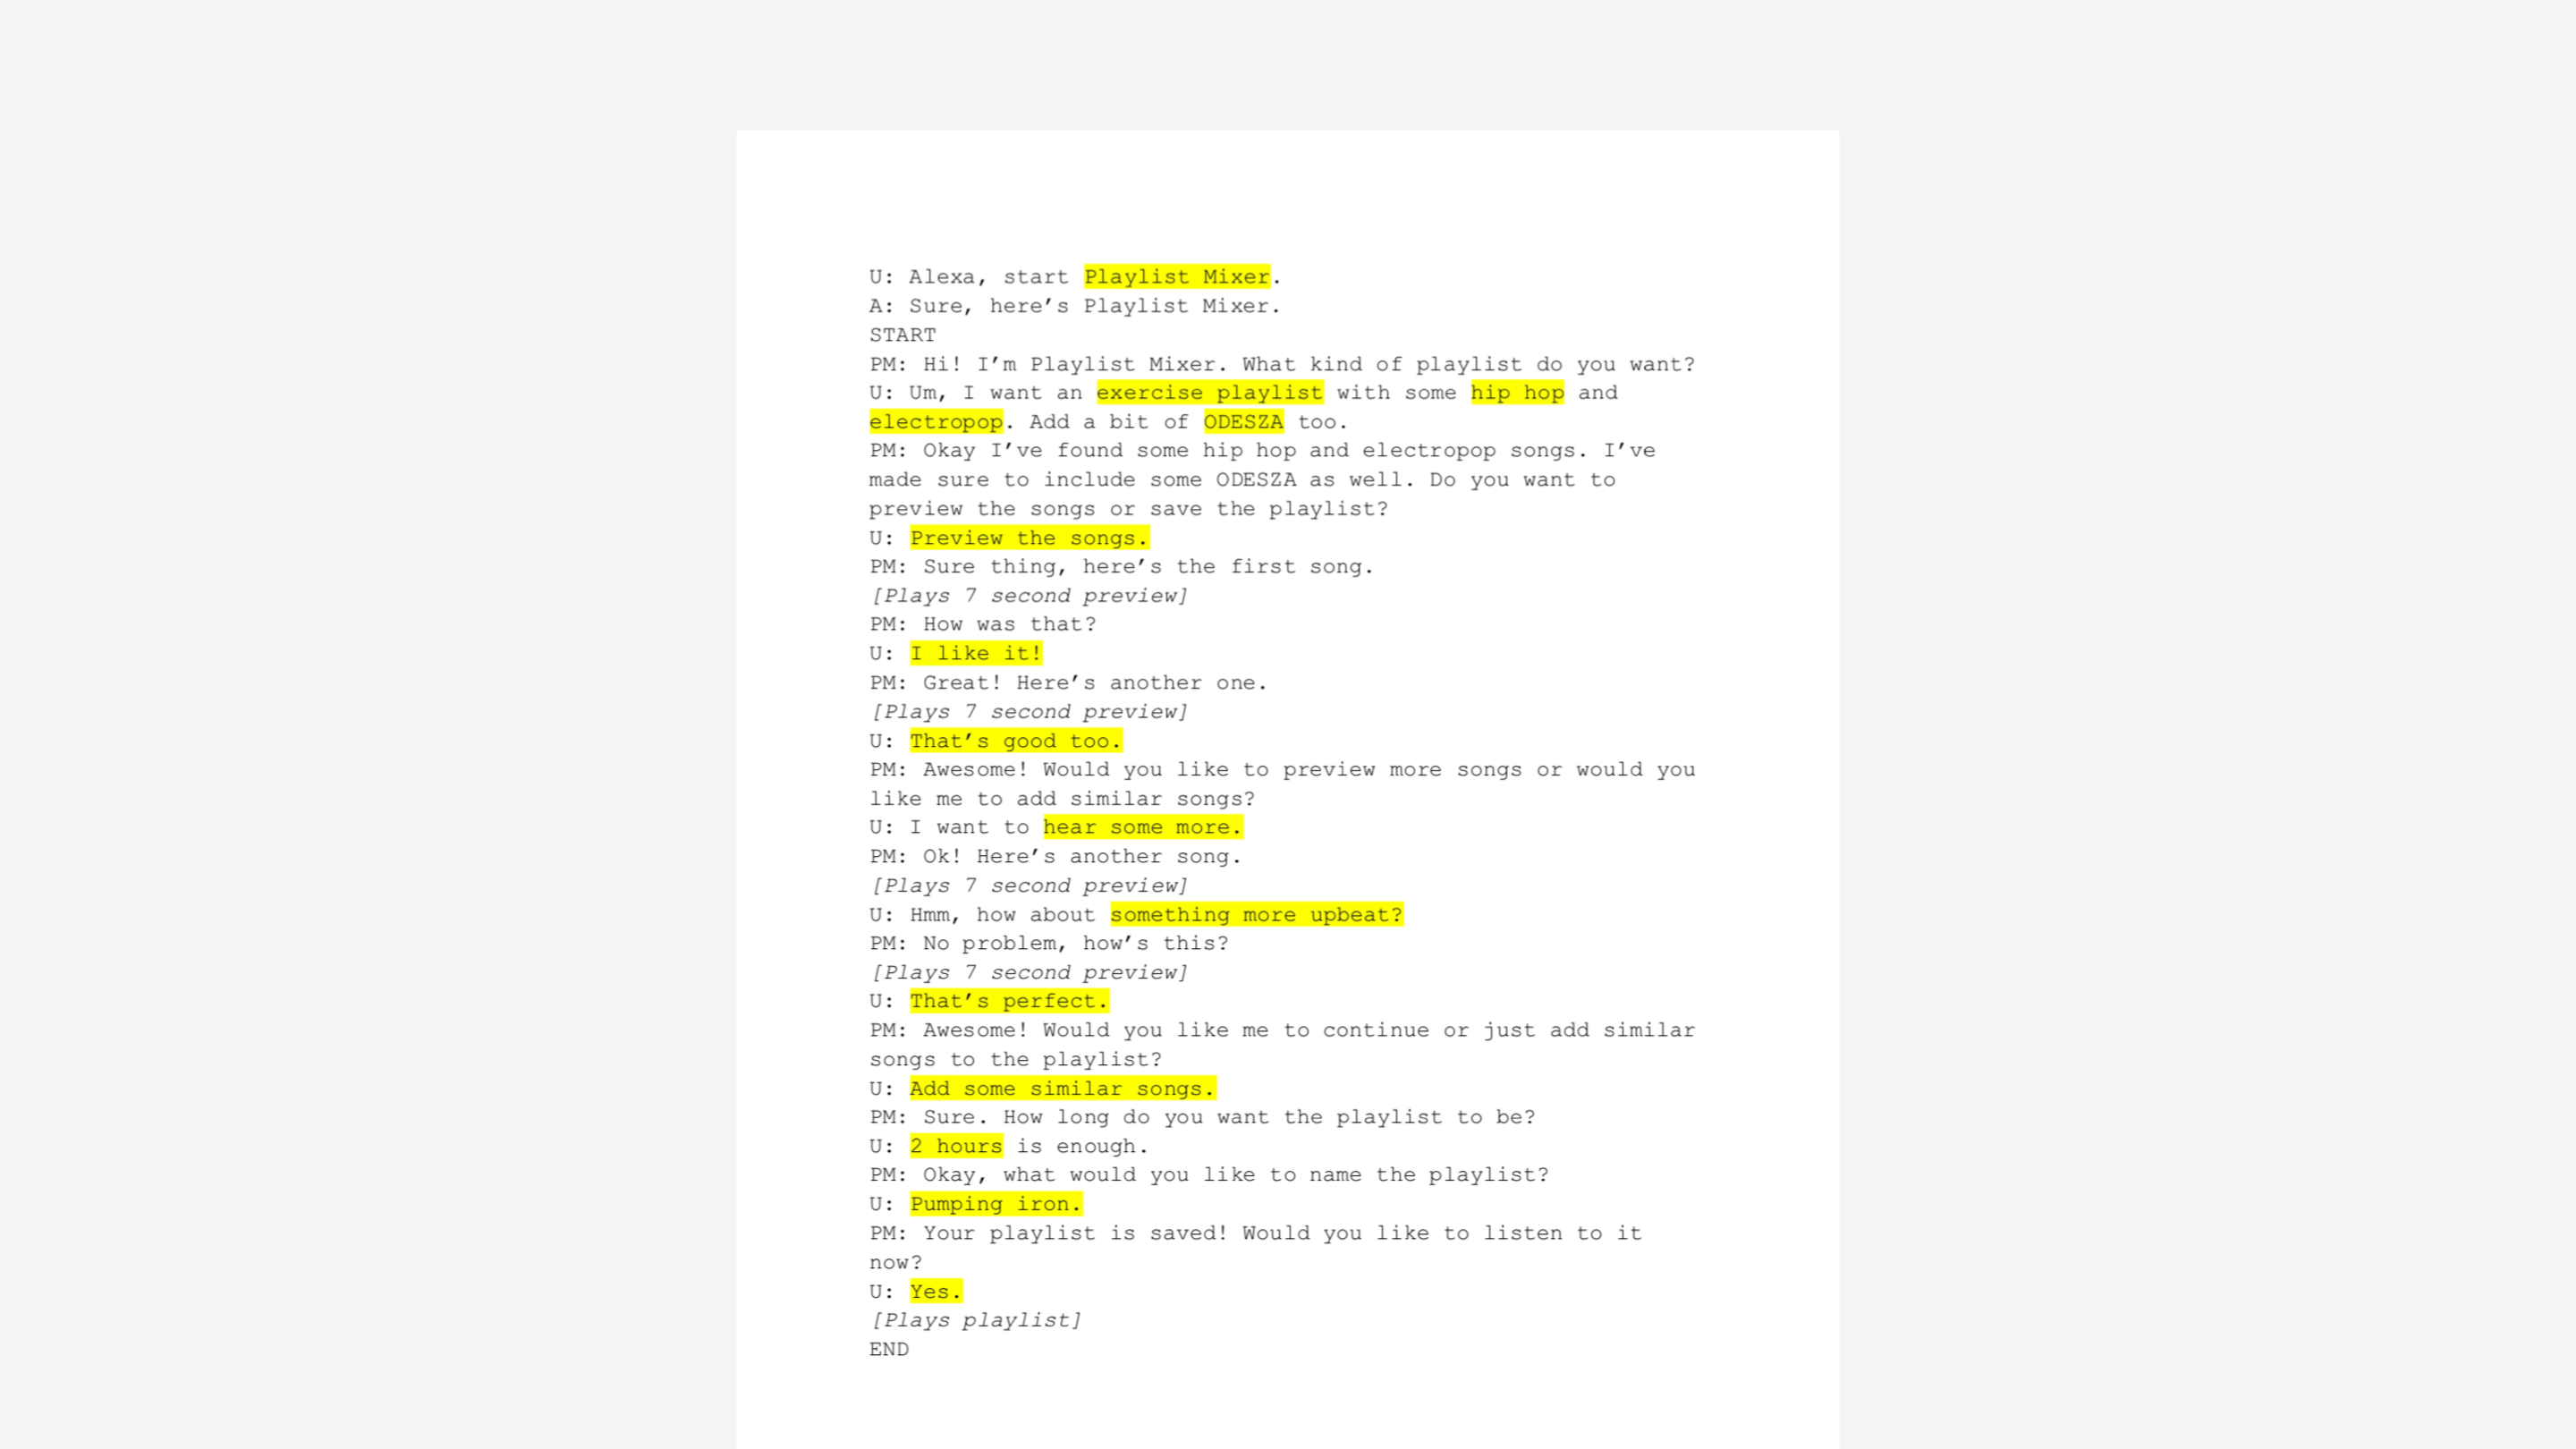 U: Alexa, start Playlist Mixer.
A: Sure, here’s Playlist Mixer.
START
PM: Hi! I’m Playlist Mixer. What kind of playlist do you want?
U: Um, I want an exercise playlist with some hip hop and
electropop. Add a bit of ODESZA too.
PM: Okay I’ve found some hip hop and electropop songs. I’ve
made sure to include some ODESZA as well. Do you want to
preview the songs or save the playlist?
U: Preview the songs.
PM: Sure thing, here’s the first song.
[Plays 7 second preview]
PM: How was that?
U: I like it!
PM: Great! Here’s another one.
[Plays 7 second preview]
U: That’s good too.
PM: Awesome! Would you like to preview more songs or would you
like me to add similar songs?
U: I want to hear some more.
PM: Ok! Here’s another song.
[Plays 7 second preview]
U: Hmm, how about something more upbeat?
PM: No problem, how’s this?
[Plays 7 second preview]
U: That’s perfect.
PM: Awesome! Would you like me to continue or just add similar
songs to the playlist?
U: Add some similar songs.
PM: Sure. How long do you want the playlist to be?
U: 2 hours is enough.
PM: Okay, what would you like to name the playlist?
U: Pumping iron.
PM: Your playlist is saved! Would you like to listen to it
now?
U: Yes.
[Plays playlist]
END